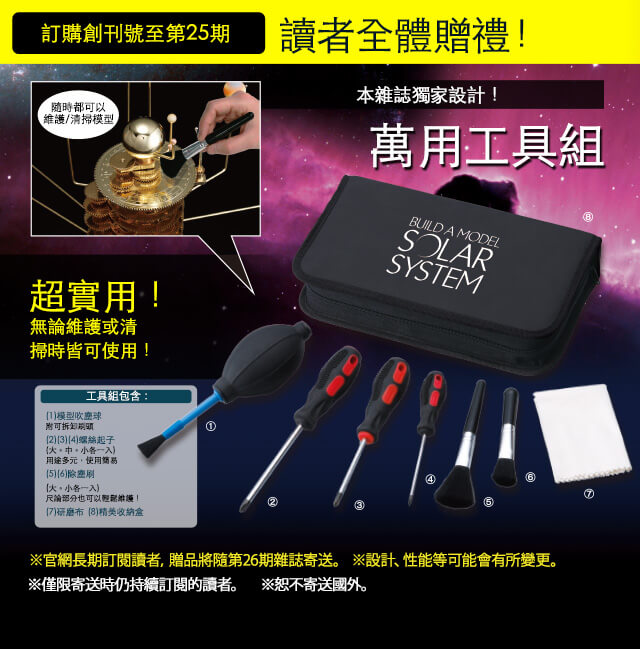 訂購創刊號至第25期
讀者全體贈禮！
隨時都可以
維護/清掃模型
本雜誌獨家設計！
萬用工具組
⑧
BUILD A MODEL
SOLAR
SYSTEM
超實用！
無論維護或清
掃時皆可使用！
工具組包含：
(1)模型吹塵球
附可拆卸刷頭
(2)(3)(4)螺絲起子
(大、中、小各一入)
用途多元、使用簡易
(5)(6)除塵刷
(大、小各一入)
尺論部分也可以輕鬆維護！
(7)研磨布 (8)精美收納盒
①
②
③
④
⑤
⑥
⑦
※官網長期訂閱讀者, 贈品將隨第26期雜誌寄送。 ※設計、性能等可能會有所變更。
※僅限寄送時仍持續訂閱的讀者。 ※恕不寄送國外。